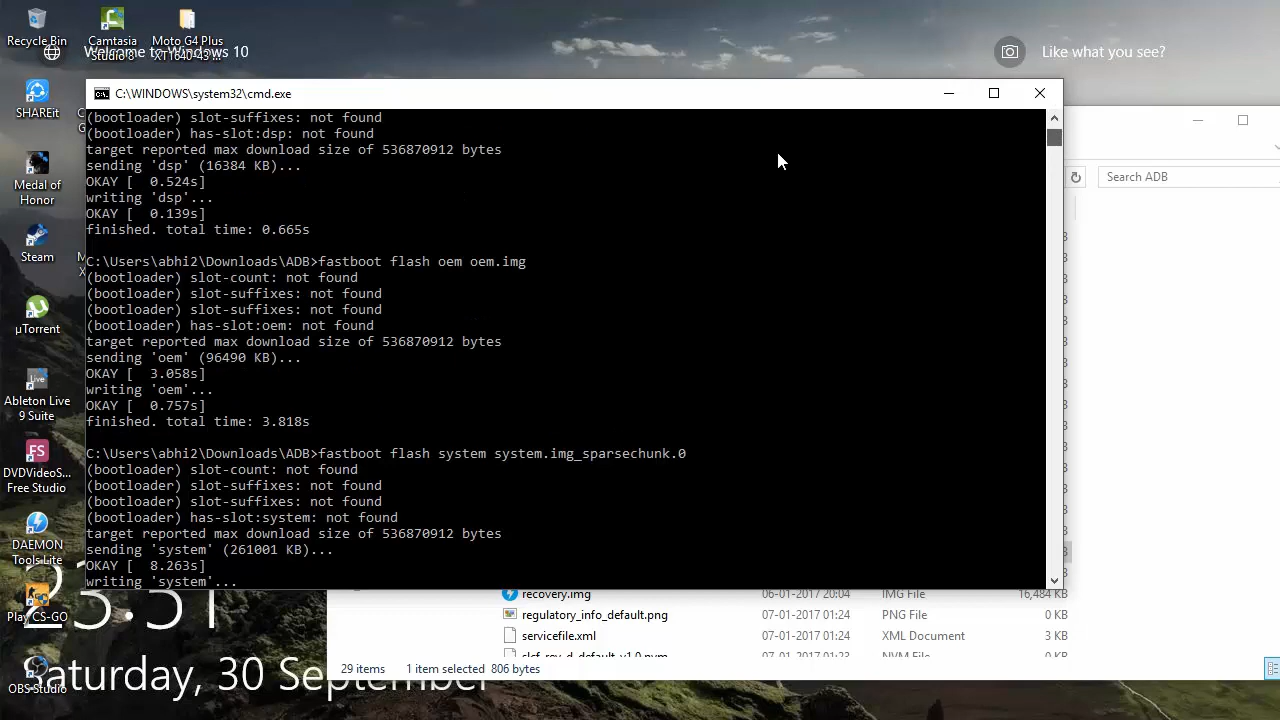 Recycle Bin
Camtasia
Studio 8
Moto G4 Plus
XT1640-43 ...
Welcome to Windows 10
Like what you see?
C:\WINDOWS\system32\cmd.exe
(bootloader) slot-suffixes: not found
(bootloader) has-slot:dsp: not found
target reported max download size of 536870912 bytes
sending 'dsp' (16384 KB)...
OKAY [  0.524s]
writing 'dsp'...
OKAY [  0.139s]
finished. total time: 0.665s
C:\Users\abhi2\Downloads\ADB>fastboot flash oem oem.img
(bootloader) slot-count: not found
(bootloader) slot-suffixes: not found
(bootloader) slot-suffixes: not found
(bootloader) has-slot:oem: not found
target reported max download size of 536870912 bytes
sending 'oem' (96490 KB)...
OKAY [  3.058s]
writing 'oem'...
OKAY [  0.757s]
finished. total time: 3.818s
C:\Users\abhi2\Downloads\ADB>fastboot flash system system.img_sparsechunk.0
(bootloader) slot-count: not found
(bootloader) slot-suffixes: not found
(bootloader) slot-suffixes: not found
(bootloader) has-slot:system: not found
target reported max download size of 536870912 bytes
sending 'system' (261001 KB)...
OKAY [  8.263s]
writing 'system'...
SHAREit
Medal of
Honor
Steam
µTorrent
Ableton Live
9 Suite
DVDVideoS...
Free Studio
DAEMON
Tools Lite
Play CS-GO
OBS Studio
Search ADB
recovery.img 06-01-2017 20:04 IMG File 16,484 KB
regulatory_info_default.png 07-01-2017 01:24 PNG File 0 KB
servicefile.xml 07-01-2017 01:24 XML Document 3 KB
29 items 1 item selected 806 bytes
23:31
Saturday, 30 September